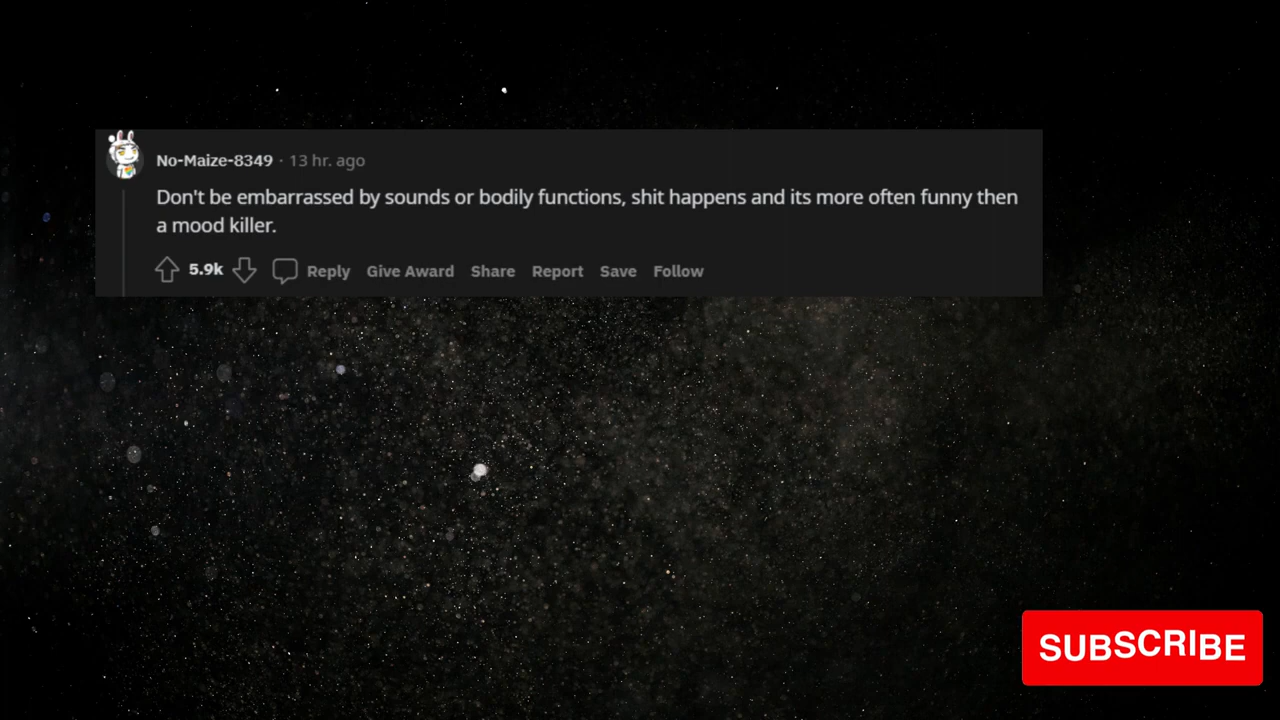 No-Maize-8349 · 13 hr. ago
Don't be embarrassed by sounds or bodily functions, shit happens and its more often funny then
a mood killer.
5.9k Reply Give Award Share Report Save Follow
SUBSCRIBE